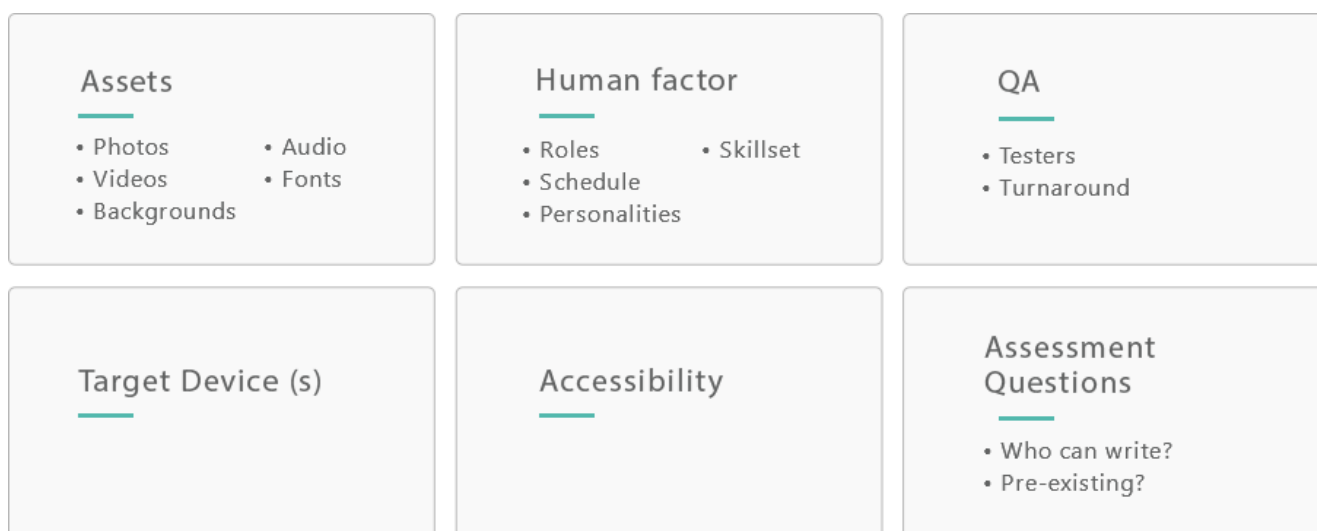 Assets
• Photos
• Videos
• Backgrounds
• Audio
• Fonts
Human factor
• Roles
• Schedule
• Personalities
• Skillset
QA
• Testers
• Turnaround
Target Device (s)
Accessibility
Assessment
Questions
• Who can write?
• Pre-existing?